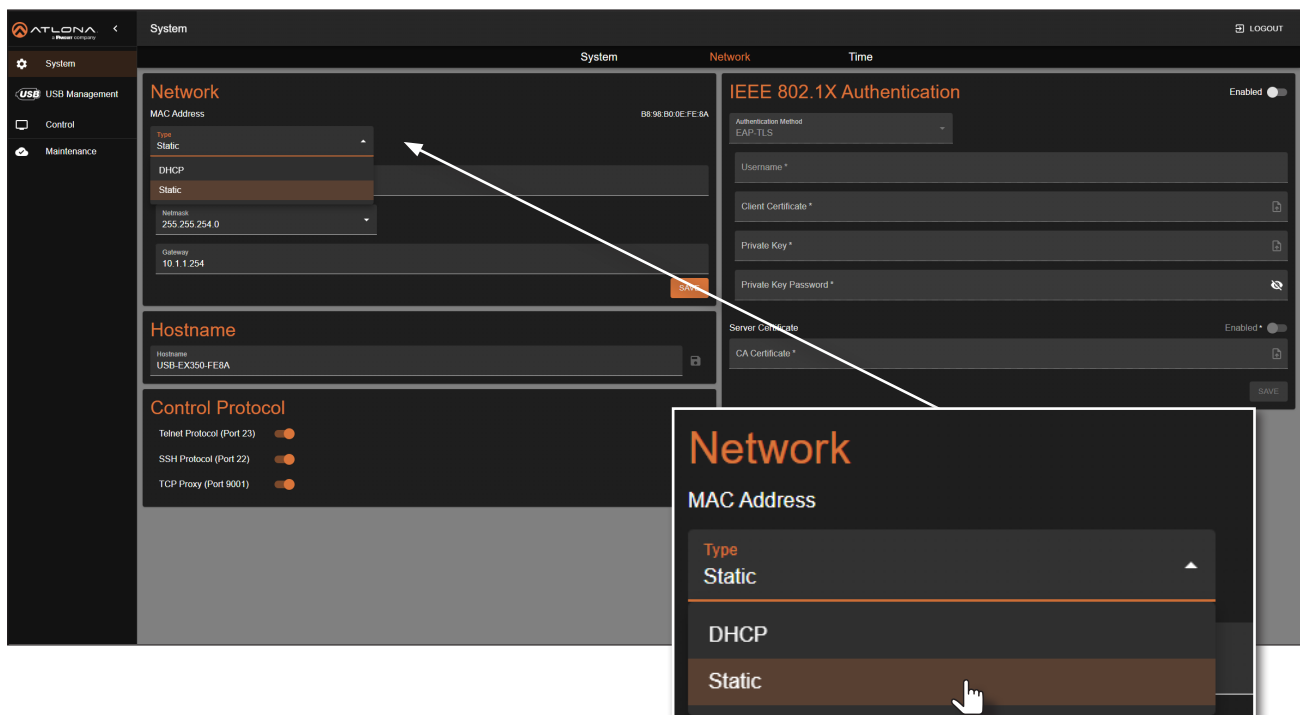 ATLONA
a Panduit company
System
LOGOUT
System
USB USB Management
Control
Maintenance
System Network Time
Network
MAC Address B8:98:B0:0E:FE:8A
Type
Static
DHCP
Static
Netmask
255.255.254.0
Gateway
10.1.1.254
SAVE
Hostname
Hostname
USB-EX350-FE8A
Control Protocol
Telnet Protocol (Port 23)
SSH Protocol (Port 22)
TCP Proxy (Port 9001)
IEEE 802.1X Authentication
Enabled
Authentication Method
EAP-TLS
Username *
Client Certificate *
Private Key *
Private Key Password *
Server Certificate Enabled *
CA Certificate *
SAVE
Network
MAC Address
Type
Static
DHCP
Static